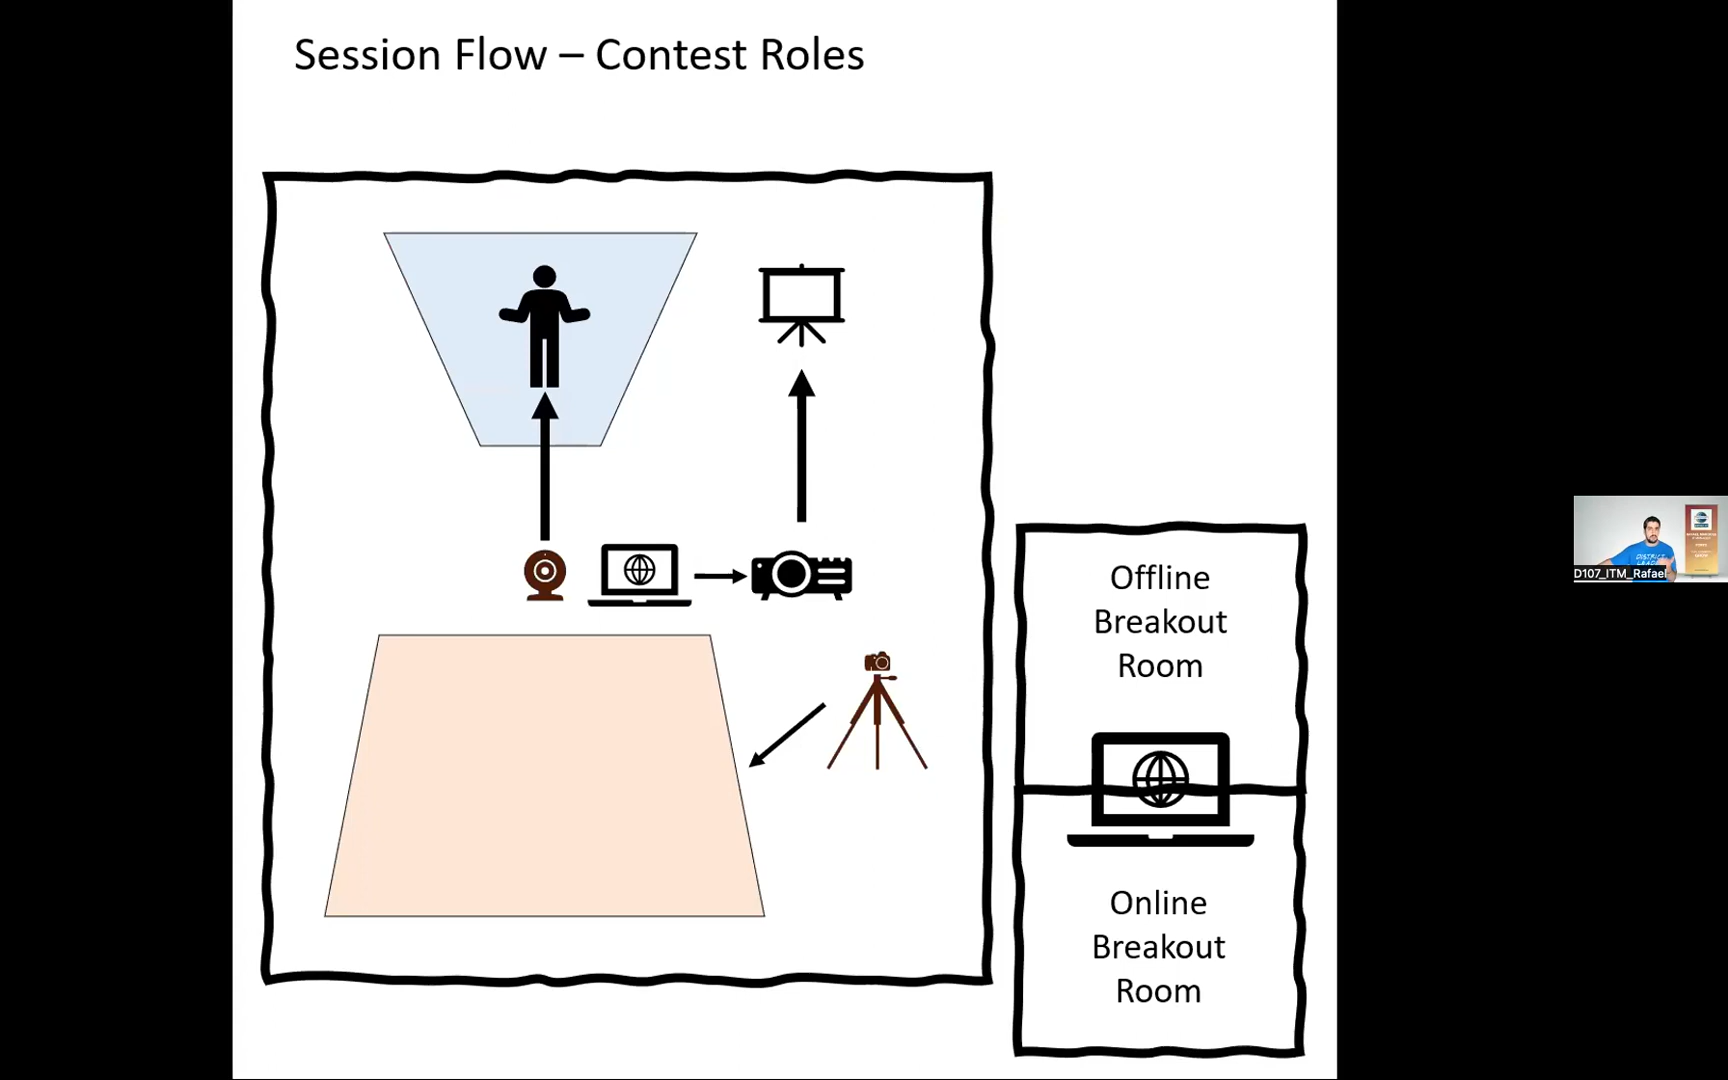 Session Flow – Contest Roles
Offline
Breakout
Room
Online
Breakout
Room
D107_ITM_Rafael